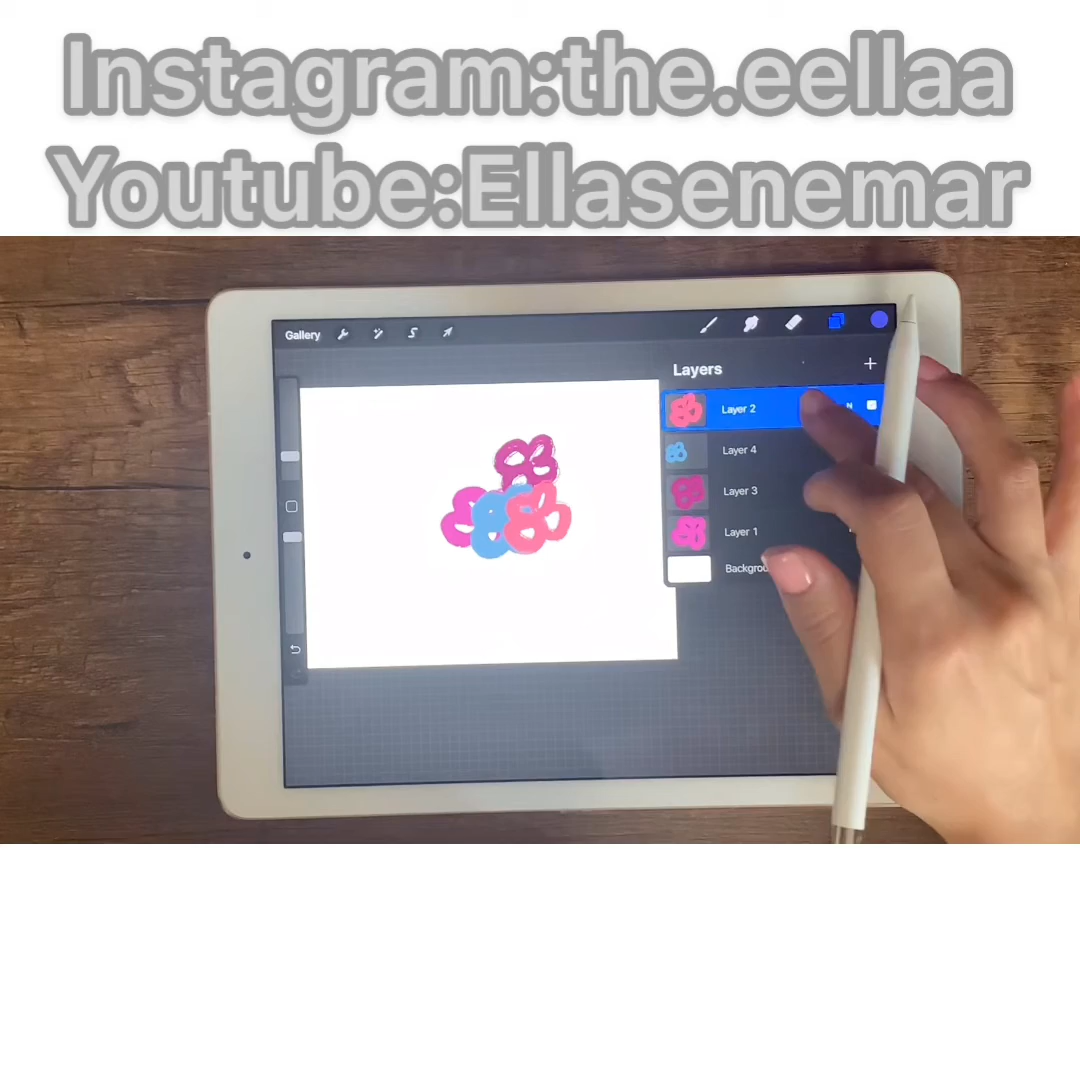 Instagram:the.eellaa
Youtube:Ellasenemar
Gallery
Layers
Layer 2
N
Layer 4
Layer 3
Layer 1